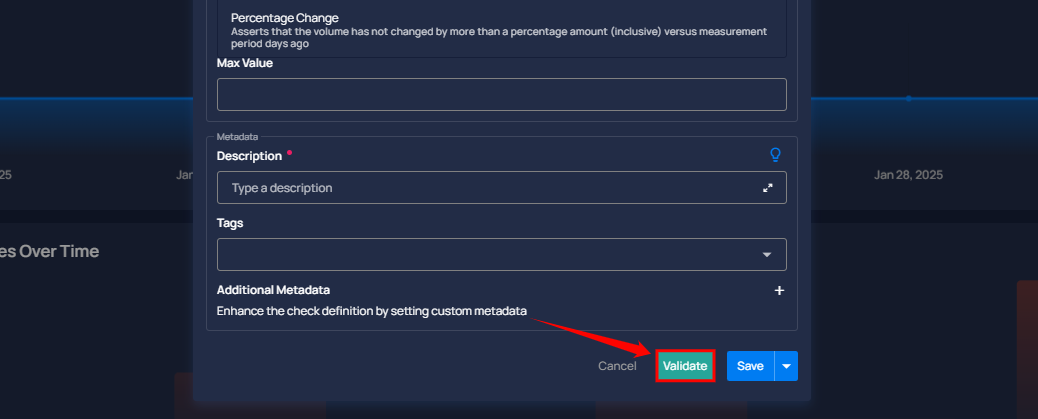 Percentage Change
Asserts that the volume has not changed by more than a percentage amount (inclusive) versus measurement
period days ago
Max Value
Metadata
Description *
Type a description
25
Jan
Jan 28, 2025
Tags
es Over Time
Additional Metadata +
Enhance the check definition by setting custom metadata
Cancel Validate Save